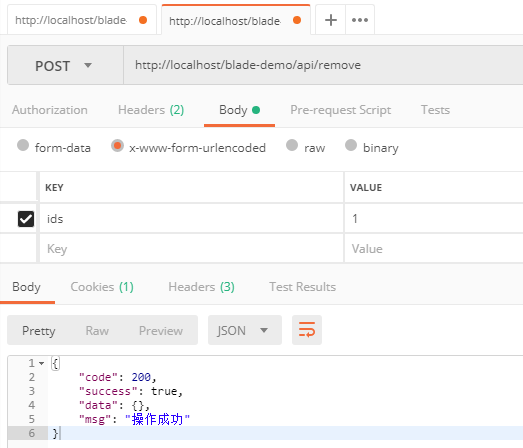 http://localhost/blade http://localhost/blade- + •••
POST http://localhost/blade-demo/api/remove
Authorization Headers (2) Body Pre-request Script Tests
form-data x-www-form-urlencoded raw binary
KEY VALUE
ids 1
Key Value
Body Cookies (1) Headers (3) Test Results
Pretty Raw Preview JSON
1 {
2 "code": 200,
3 "success": true,
4 "data": {},
5 "msg": "操作成功"
6 }